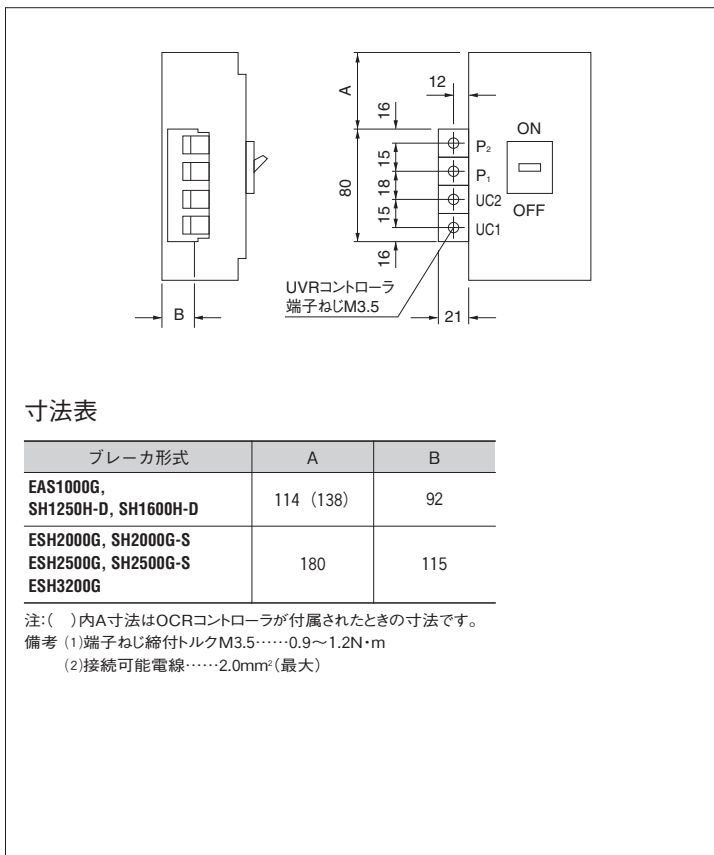 A
16
12
80
15
18
15
16
P₂
P₁
UC2
UC1
ON
OFF
UVRコントローラ
端子ねじM3.5
B
21
寸法表
ブレーカ形式 A B
EAS1000G,
SH1250H-D, SH1600H-D
114（138） 92
ESH2000G, SH2000G-S
ESH2500G, SH2500G-S
ESH3200G
180 115
注:(　)内A寸法はOCRコントローラが付属されたときの寸法です。
備考 (1)端子ねじ締付トルクM3.5……0.9〜1.2N・m
(2)接続可能電線……2.0mm²(最大)